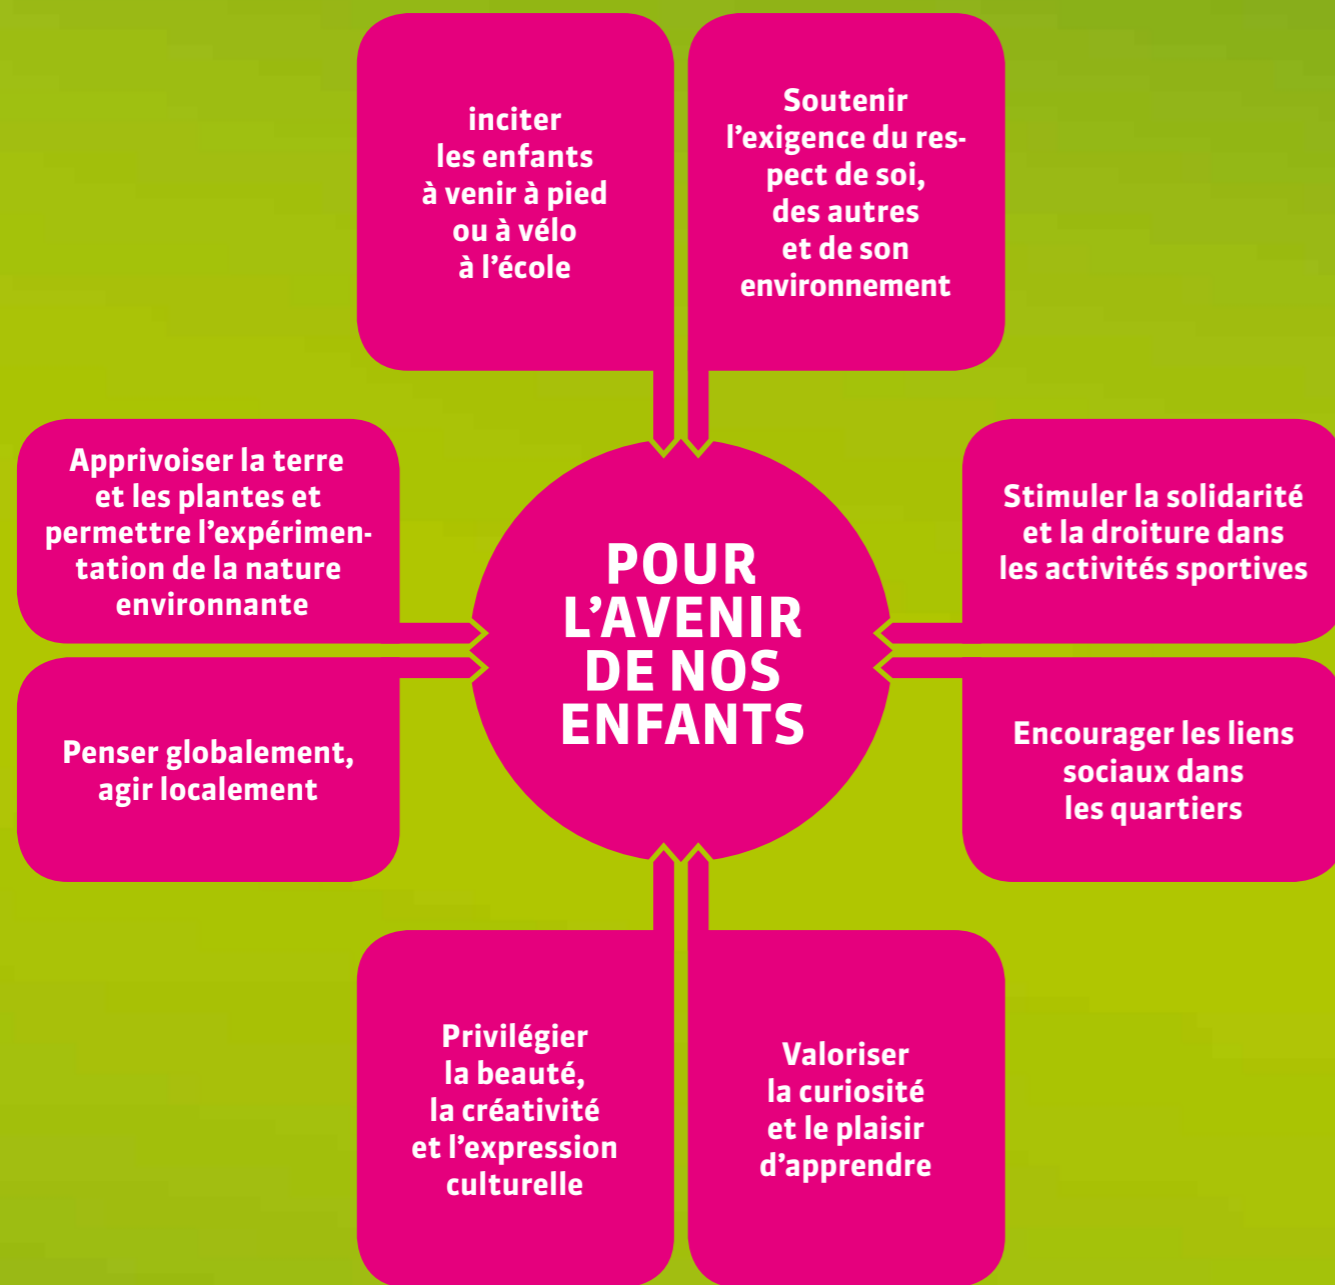 inciter
les enfants
à venir à pied
ou à vélo
à l’école
Soutenir
l’exigence du res-
pect de soi,
des autres
et de son
environnement
Apprivoiser la terre
et les plantes et
permettre l’expérimen-
tation de la nature
environnante
POUR
L’AVENIR
DE NOS
ENFANTS
Stimuler la solidarité
et la droiture dans
les activités sportives
Penser globalement,
agir localement
Encourager les liens
sociaux dans
les quartiers
Privilégier
la beauté,
la créativité
et l’expression
culturelle
Valoriser
la curiosité
et le plaisir
d’apprendre